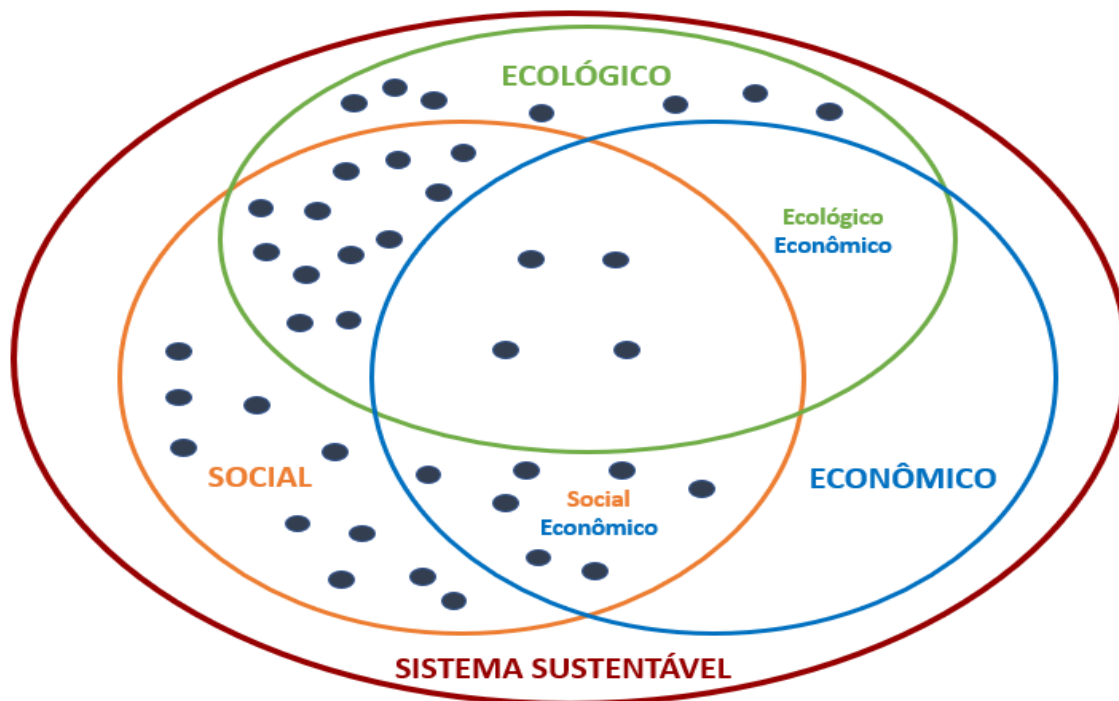 ECOLÓGICO
Ecológico
Econômico
SOCIAL
ECONÔMICO
Social
Econômico
SISTEMA SUSTENTÁVEL